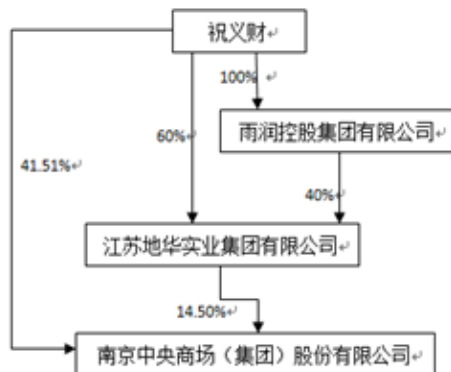 祝义财
100%
雨润控股集团有限公司
60%
41.51%
40%
江苏地华实业集团有限公司
14.50%
南京中央商场（集团）股份有限公司